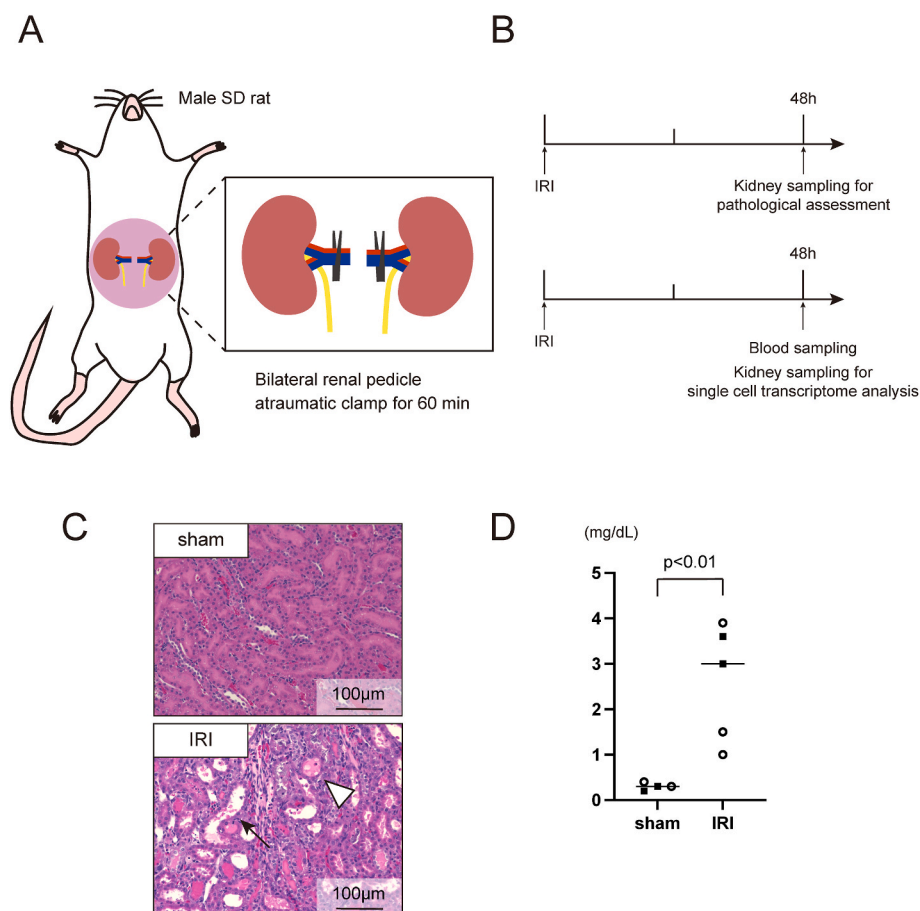 A
Male SD rat
Bilateral renal pedicle
atraumatic clamp for 60 min
B
48h
IRI
Kidney sampling for
pathological assessment
48h
IRI
Blood sampling
Kidney sampling for
single cell transcriptome analysis
C
sham
100μm
IRI
100μm
D
(mg/dL)
p<0.01
5
4
3
2
1
0
sham IRI